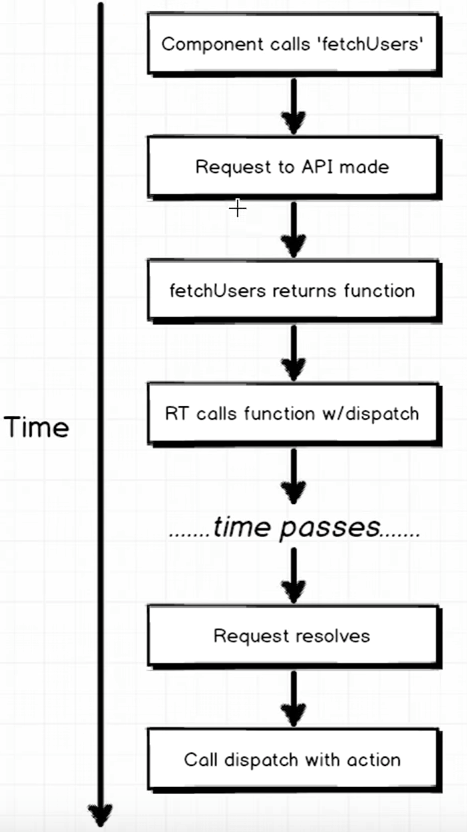 Component calls 'fetchUsers'
Request to API made
fetchUsers returns function
RT calls function w/dispatch
Time
.......time passes.......
Request resolves
Call dispatch with action